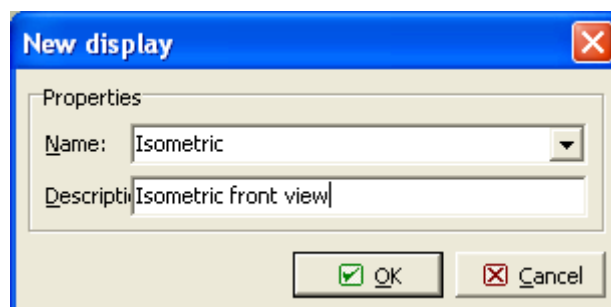 New display
Properties
Name: Isometric
Descripti Isometric front view
OK Cancel